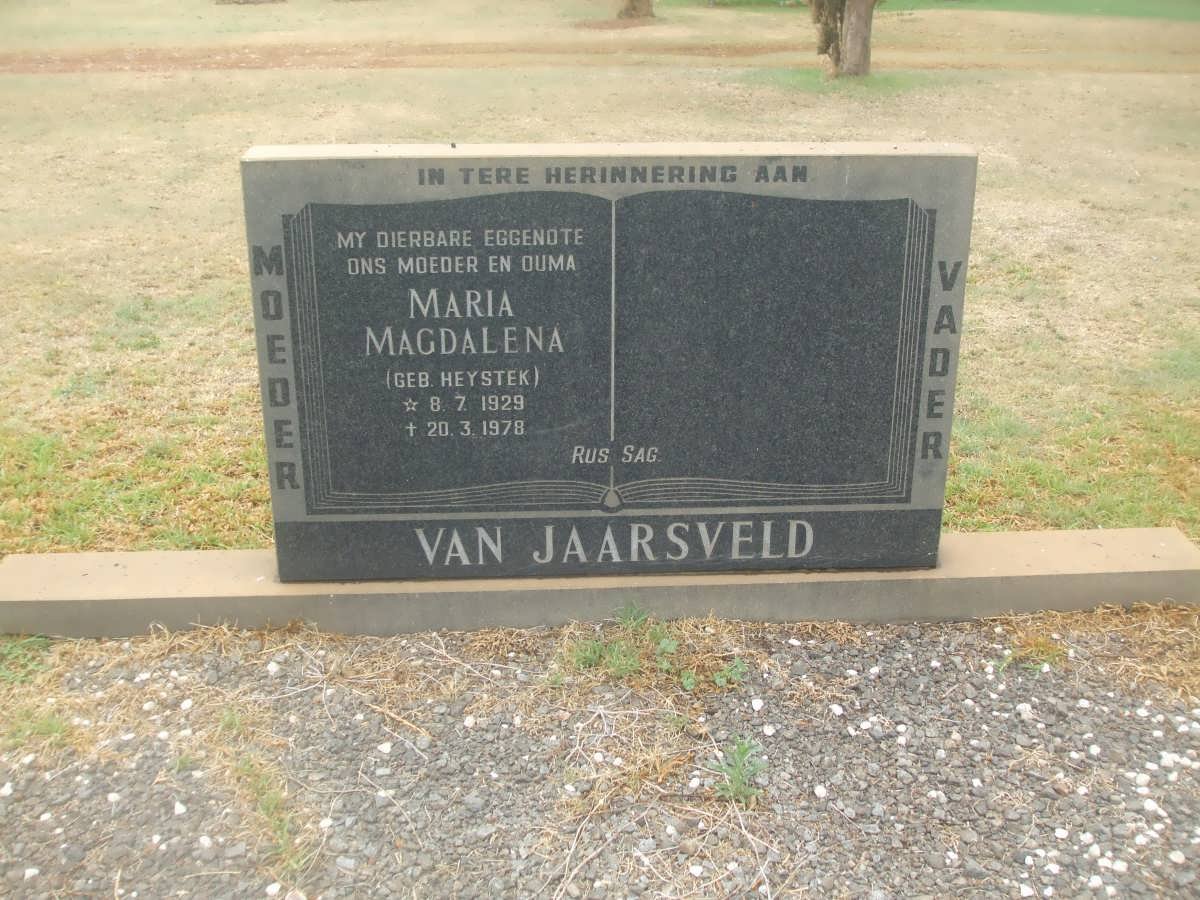 IN TERE HERINNERING AAN
MOEDER
MY DIERBARE EGGENOTE
ONS MOEDER EN OUMA
MARIA
MAGDALENA
(GEB. HEYSTEK)
☆ 8. 7. 1929
† 20. 3. 1978
RUS SAG.
VADER
VAN JAARSVELD